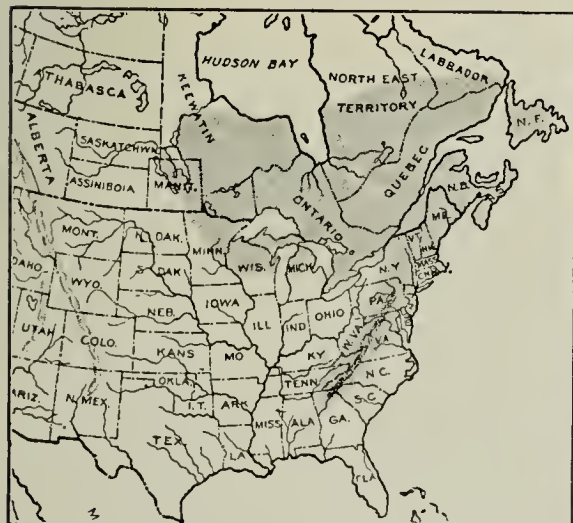 HUDSON BAY
LABRADOR
NORTH EAST
TERRITORY
ATHABASCA
KEEWATIN
N.F.
ALBERTA
SASKATCHWN.
QUEBEC
ASSINIBOIA
MANIT.
N.B.
ONTARIO
ME.
MONT.
N. DAK.
MINN.
VT.
N.H.
WIS.
MICH.
N.Y.
MASS
IDAHO
S. DAK.
WYO.
IOWA
PA.
NEB.
ILL
IND
OHIO
UTAH
COLO.
W.VA.
VA.
KANS
MO
KY
N.C.
OKLA.
TENN.
ARIZ.
N. MEX.
I.T.
ARK
S.C.
MISS
ALA
GA.
TEX.
LA
FLA.